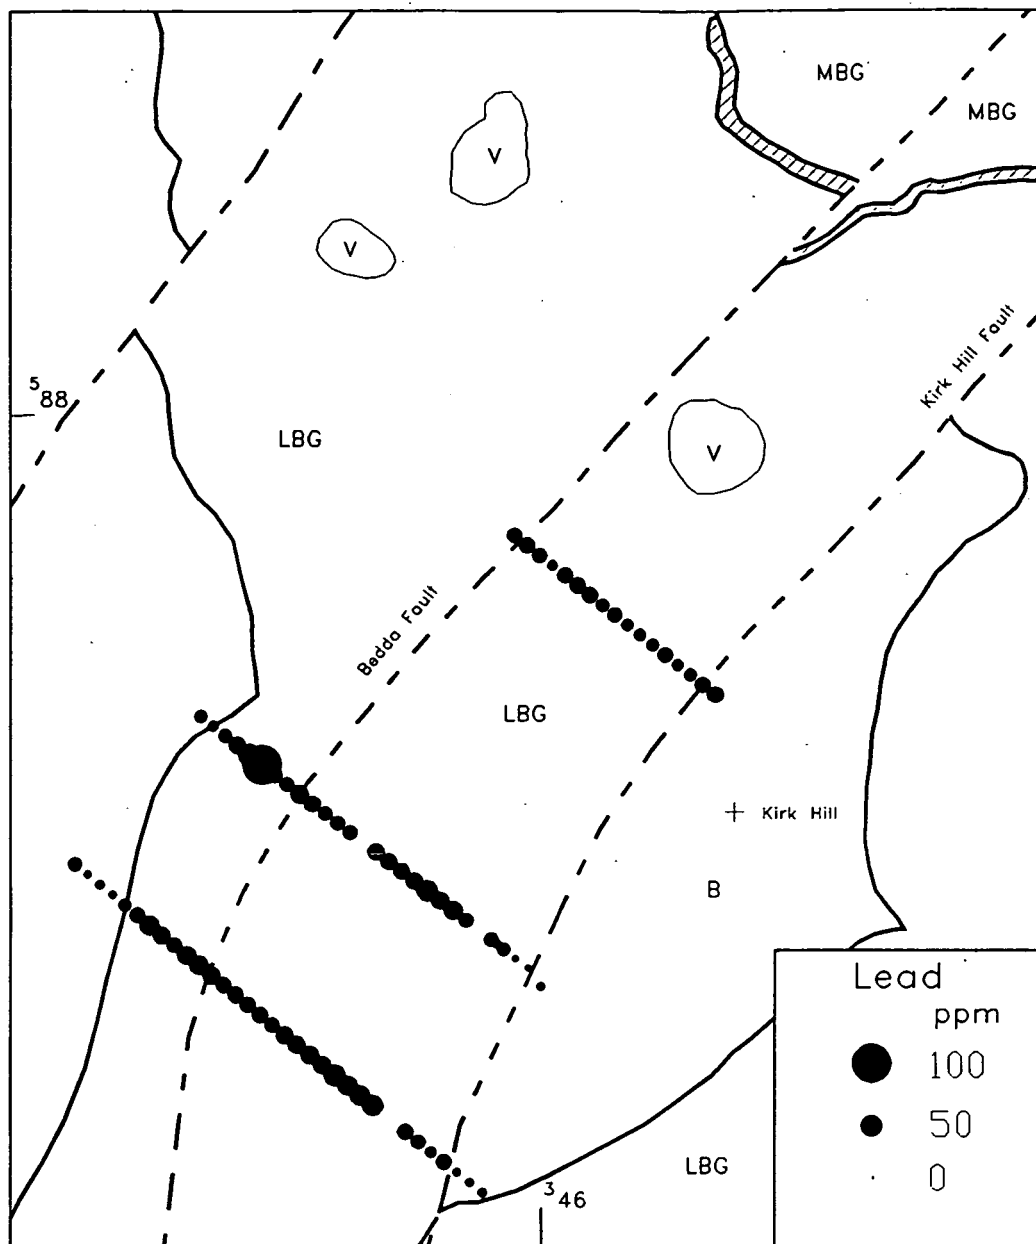 MBG
MBG
V
V
Kirk Hill Fault
⁵88
LBG
V
Bedda Fault
LBG
Kirk Hill
B
Lead
ppm
100
50
0
LBG
³46